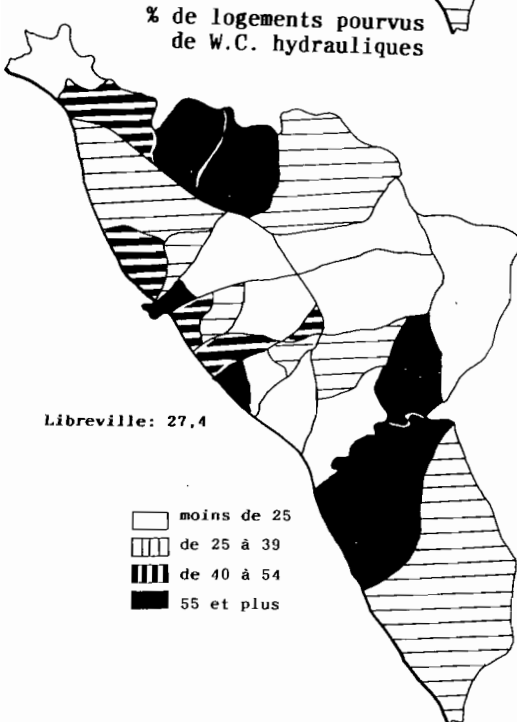 % de logements pourvus
de W.C. hydrauliques
Libreville: 27,4
moins de 25
de 25 à 39
de 40 à 54
55 et plus